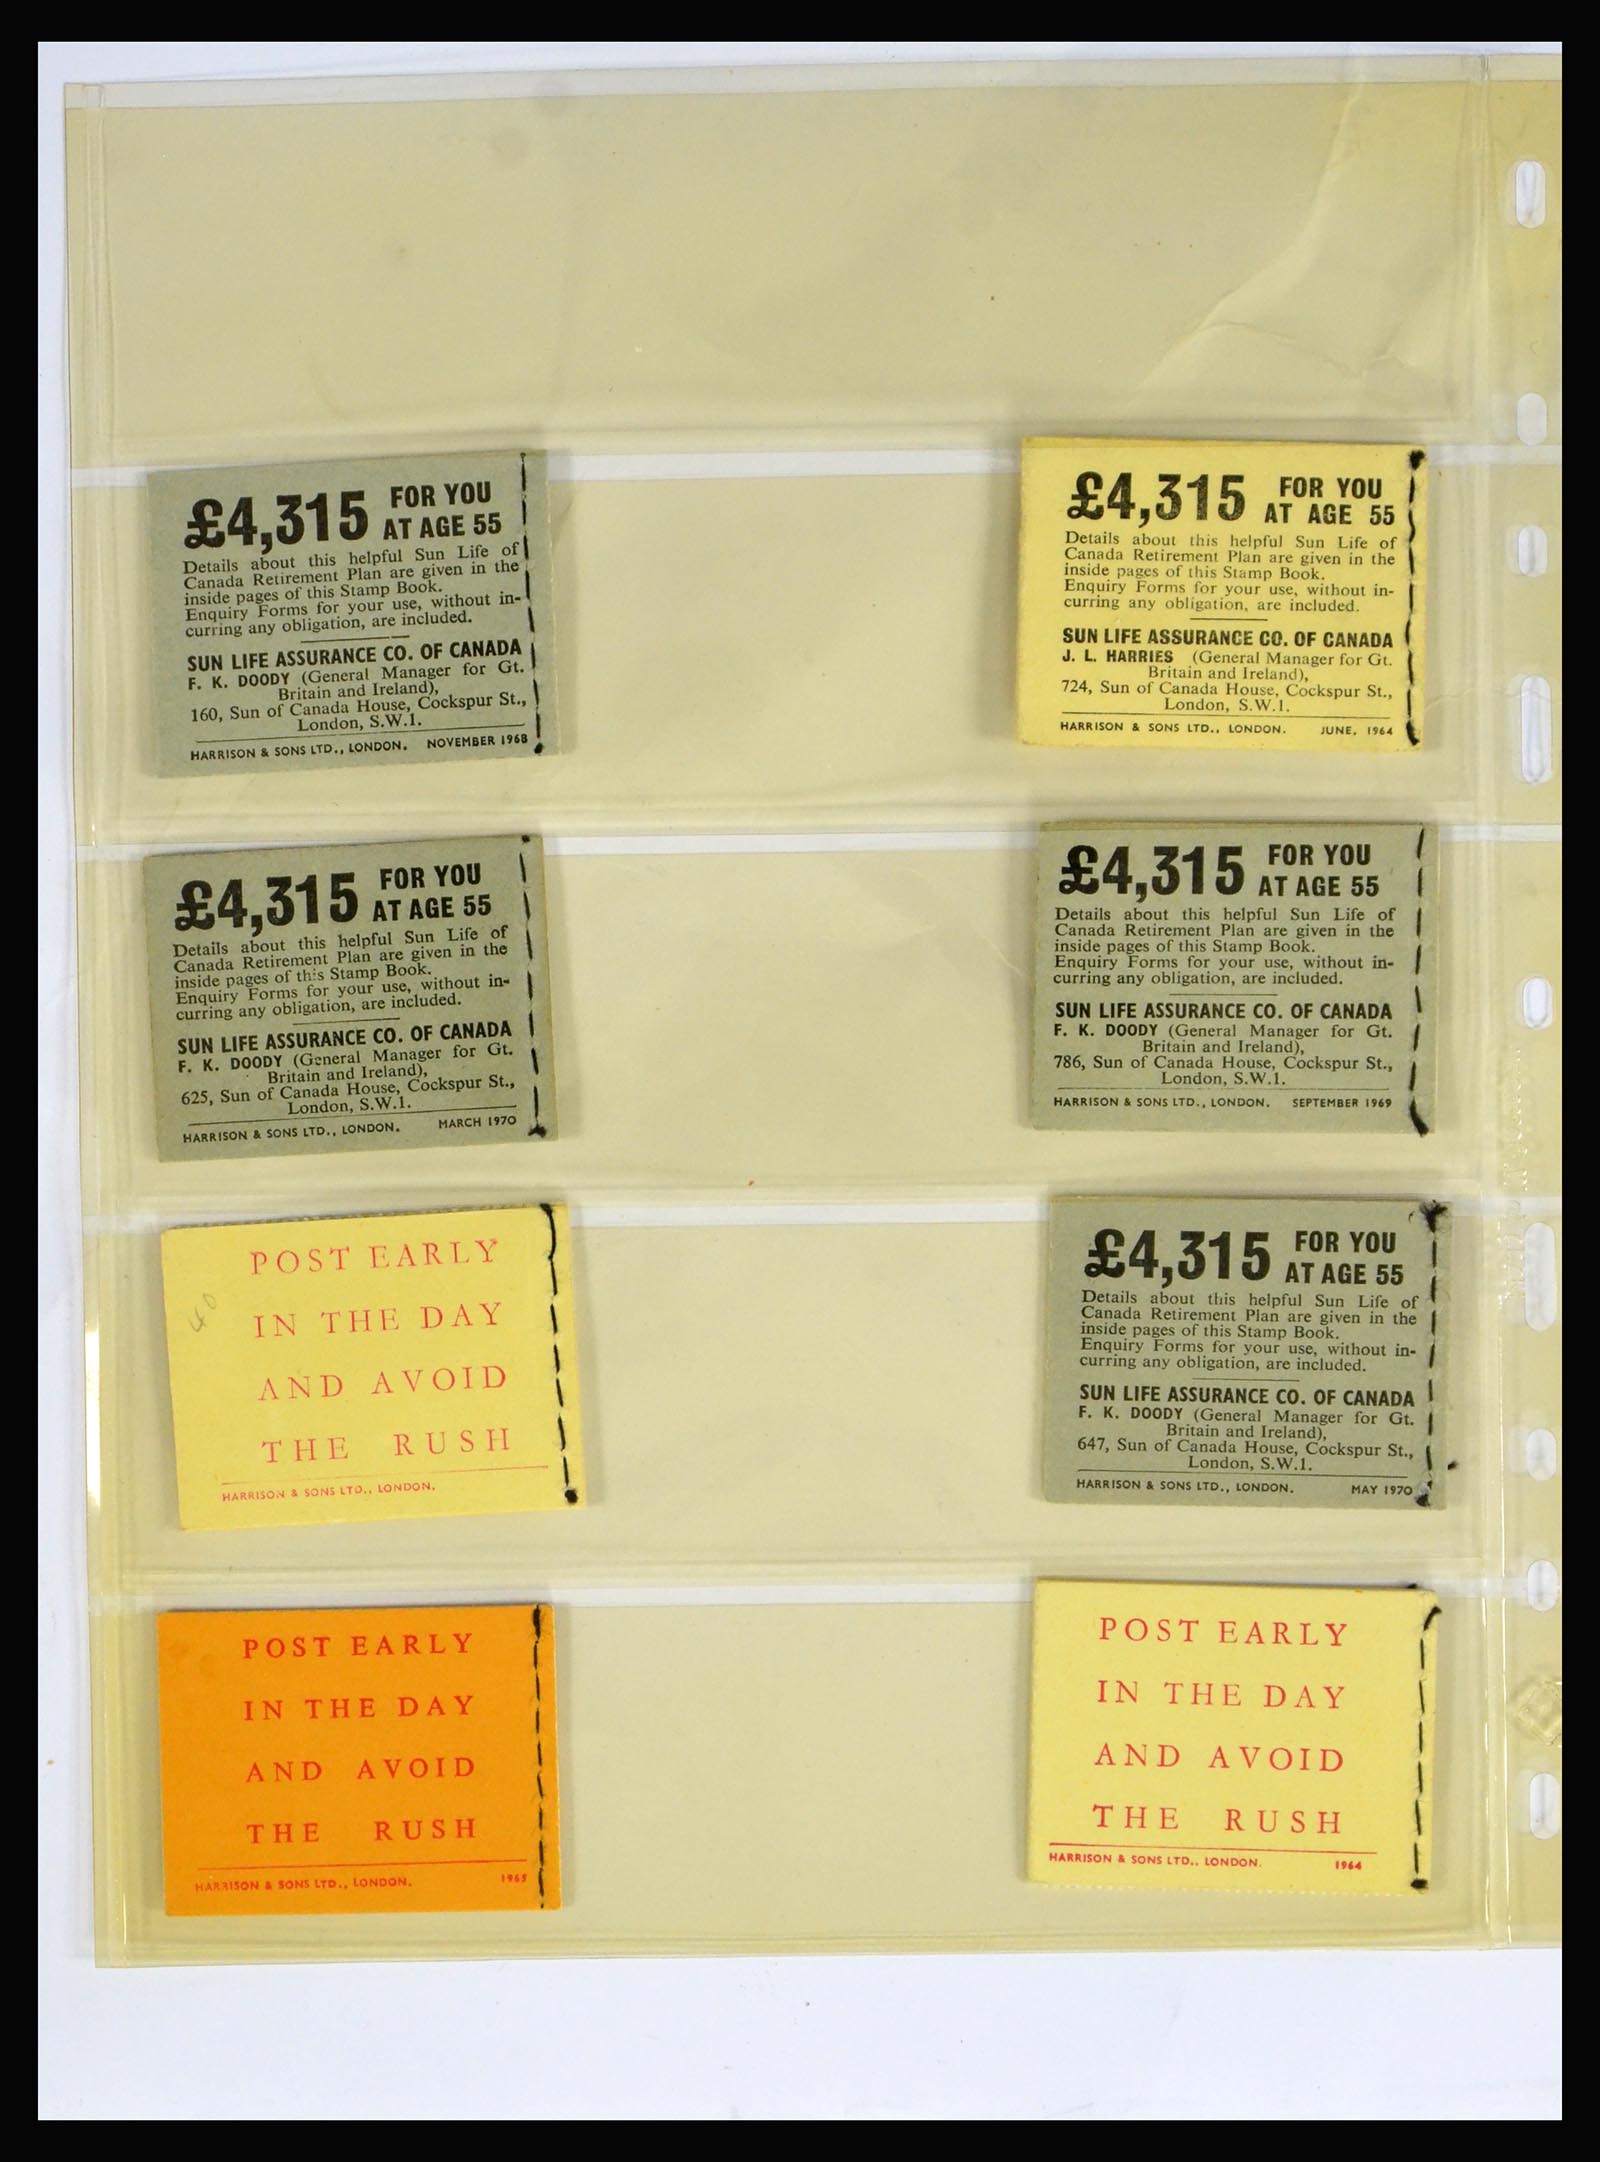 £4,315 FOR YOU
AT AGE 55
Details about this helpful Sun Life of
Canada Retirement Plan are given in the
inside pages of this Stamp Book.
Enquiry Forms for your use, without in-
curring any obligation, are included.
SUN LIFE ASSURANCE CO. OF CANADA
F. K. DOODY (General Manager for Gt.
Britain and Ireland),
160, Sun of Canada House, Cockspur St.,
London, S.W.1.
HARRISON & SONS LTD., LONDON. NOVEMBER 1968
£4,315 FOR YOU
AT AGE 55
Details about this helpful Sun Life of
Canada Retirement Plan are given in the
inside pages of this Stamp Book.
Enquiry Forms for your use, without in-
curring any obligation, are included.
SUN LIFE ASSURANCE CO. OF CANADA
J. L. HARRIES (General Manager for Gt.
Britain and Ireland),
724, Sun of Canada House, Cockspur St.,
London, S.W.1.
HARRISON & SONS LTD., LONDON. JUNE, 1964
£4,315 FOR YOU
AT AGE 55
Details about this helpful Sun Life of
Canada Retirement Plan are given in the
inside pages of this Stamp Book.
Enquiry Forms for your use, without in-
curring any obligation, are included.
SUN LIFE ASSURANCE CO. OF CANADA
F. K. DOODY (General Manager for Gt.
Britain and Ireland),
625, Sun of Canada House, Cockspur St.,
London, S.W.1.
HARRISON & SONS LTD., LONDON. MARCH 1970
£4,315 FOR YOU
AT AGE 55
Details about this helpful Sun Life of
Canada Retirement Plan are given in the
inside pages of this Stamp Book.
Enquiry Forms for your use, without in-
curring any obligation, are included.
SUN LIFE ASSURANCE CO. OF CANADA
F. K. DOODY (General Manager for Gt.
Britain and Ireland),
786, Sun of Canada House, Cockspur St.,
London, S.W.1.
HARRISON & SONS LTD., LONDON. SEPTEMBER 1969
POST EARLY
IN THE DAY
AND AVOID
THE RUSH
HARRISON & SONS LTD., LONDON.
40
£4,315 FOR YOU
AT AGE 55
Details about this helpful Sun Life of
Canada Retirement Plan are given in the
inside pages of this Stamp Book.
Enquiry Forms for your use, without in-
curring any obligation, are included.
SUN LIFE ASSURANCE CO. OF CANADA
F. K. DOODY (General Manager for Gt.
Britain and Ireland),
647, Sun of Canada House, Cockspur St.,
London, S.W.1.
HARRISON & SONS LTD., LONDON. MAY 1970
POST EARLY
IN THE DAY
AND AVOID
THE RUSH
HARRISON & SONS LTD., LONDON. 1965
POST EARLY
IN THE DAY
AND AVOID
THE RUSH
HARRISON & SONS LTD., LONDON. 1964